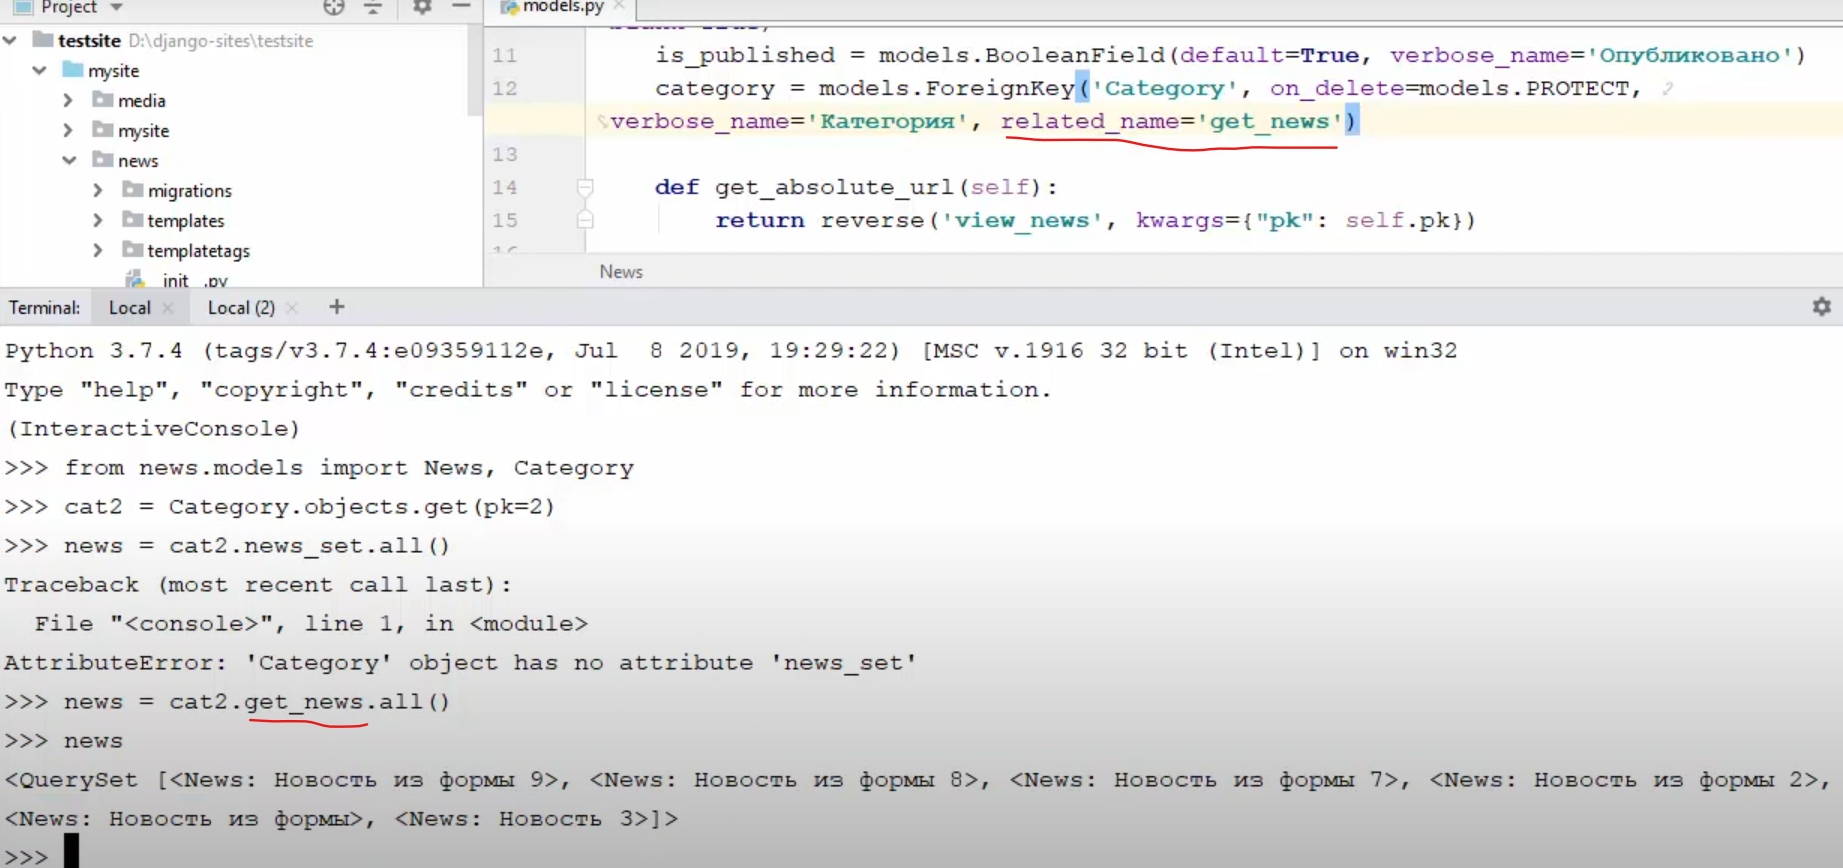 Project
models.py
testsite D:\django-sites\testsite
mysite
media
mysite
news
migrations
templates
templatetags
__init__.py
11 is_published = models.BooleanField(default=True, verbose_name='Опубликовано')
12 category = models.ForeignKey('Category', on_delete=models.PROTECT,
verbose_name='Категория', related_name='get_news')
13
14 def get_absolute_url(self):
15 return reverse('view_news', kwargs={"pk": self.pk})
News
Terminal: Local × Local (2) × +
Python 3.7.4 (tags/v3.7.4:e09359112e, Jul  8 2019, 19:29:22) [MSC v.1916 32 bit (Intel)] on win32
Type "help", "copyright", "credits" or "license" for more information.
(InteractiveConsole)
>>> from news.models import News, Category
>>> cat2 = Category.objects.get(pk=2)
>>> news = cat2.news_set.all()
Traceback (most recent call last):
  File "<console>", line 1, in <module>
AttributeError: 'Category' object has no attribute 'news_set'
>>> news = cat2.get_news.all()
>>> news
<QuerySet [<News: Новость из формы 9>, <News: Новость из формы 8>, <News: Новость из формы 7>, <News: Новость из формы 2>,
<News: Новость из формы>, <News: Новость 3>]>
>>>